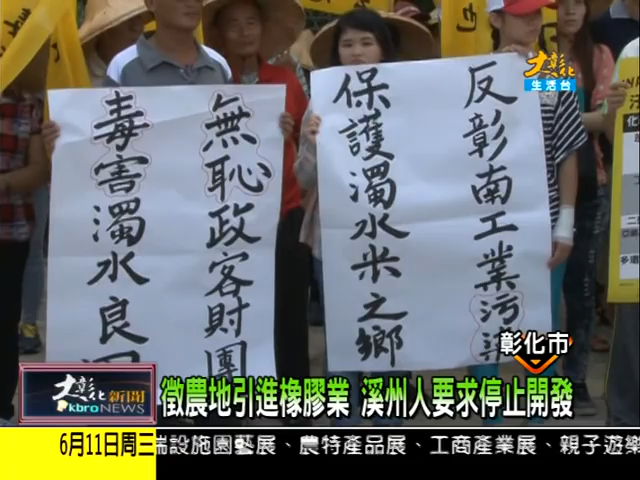 大彰化
生活台
反彰南工業污染
保護濁水米之鄉
無恥政客財團
毒害濁水良
彰化市
大彰化新聞
kbro NEWS
徵農地引進橡膠業 溪州人要求停止開發
6月11日周三
瑞設施園藝展、農特產品展、工商產業展、親子遊樂